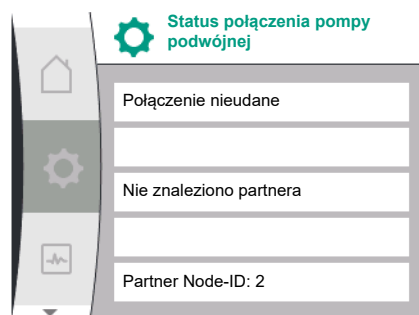 Status połączenia pompy
podwójnej
Połączenie nieudane
Nie znaleziono partnera
Partner Node-ID: 2